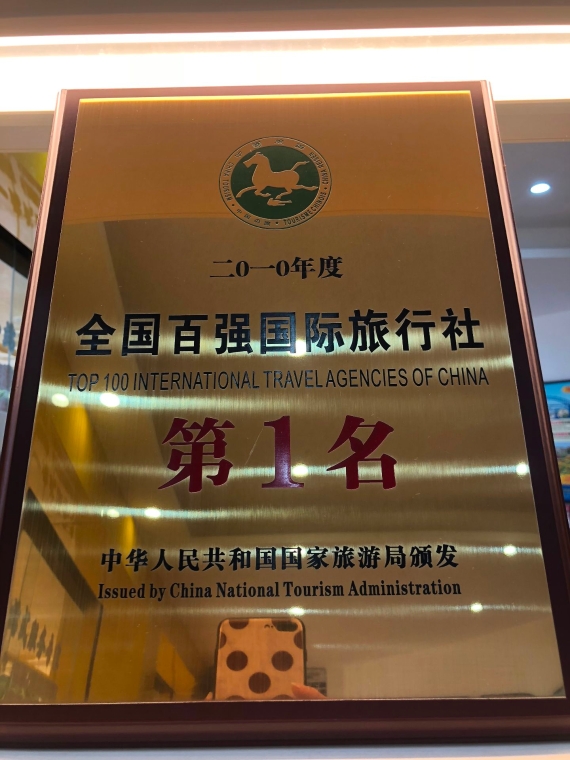 二0一0年度
全国百强国际旅行社
TOP 100 INTERNATIONAL TRAVEL AGENCIES OF CHINA
第1名
中华人民共和国国家旅游局颁发
Issued by China National Tourism Administration